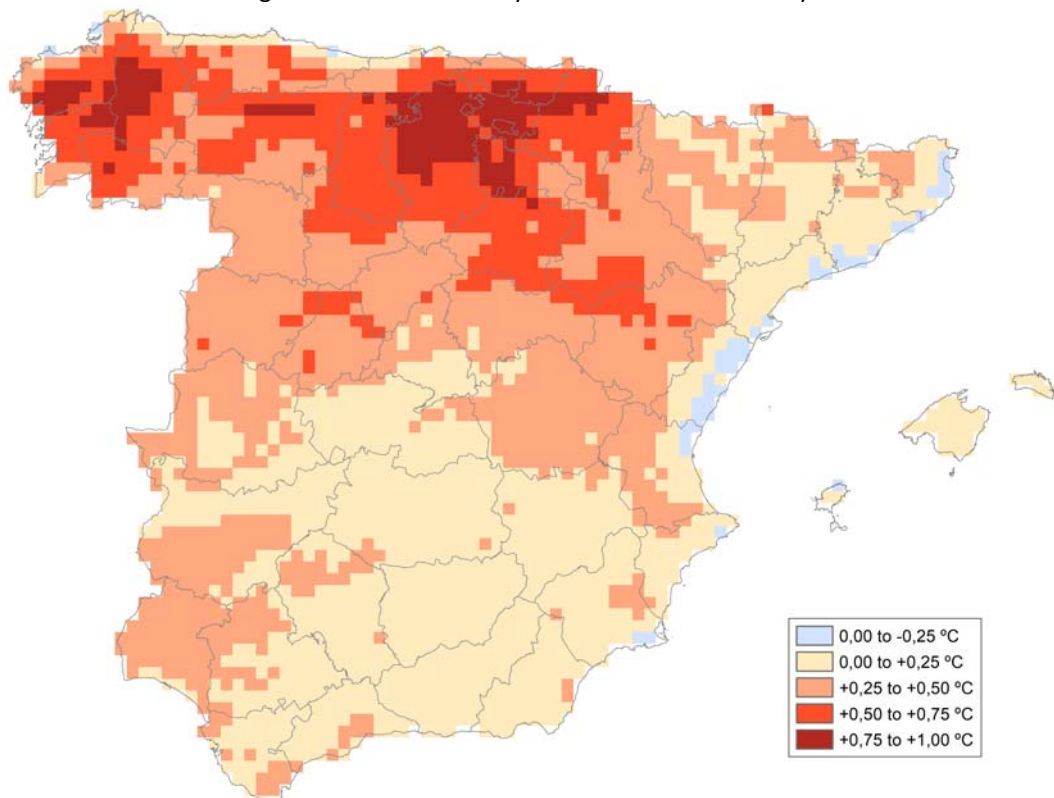 0,00 to -0,25 ºC
0,00 to +0,25 ºC
+0,25 to +0,50 ºC
+0,50 to +0,75 ºC
+0,75 to +1,00 ºC